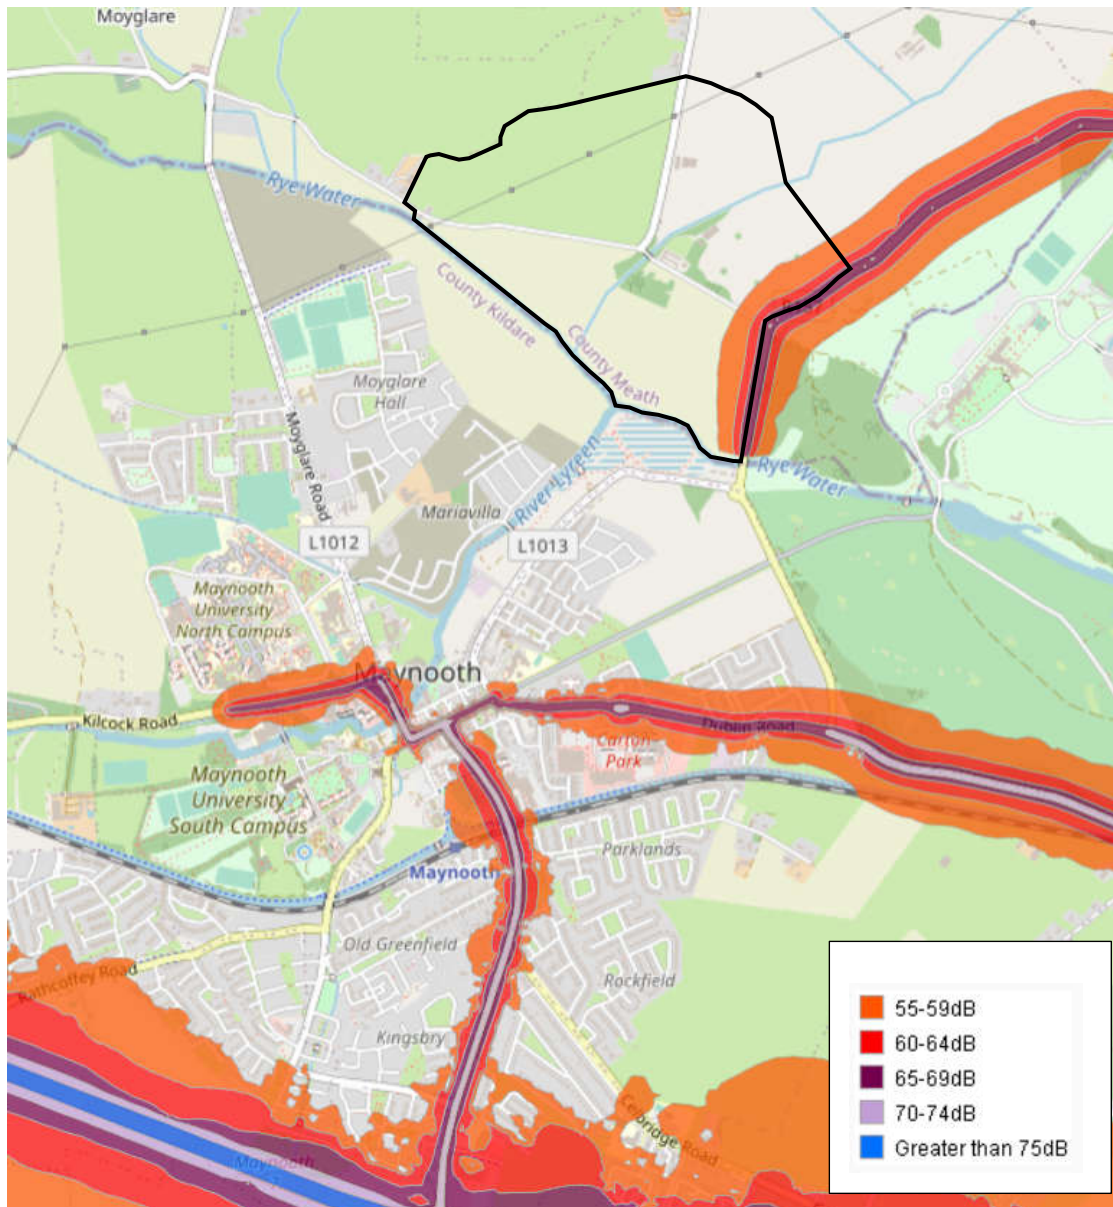 Moyglare
Rye Water
County Kildare
County Meath
Moyglare
Hall
Moyglare Road
River Lyreen
Rye Water
Mariavilla
L1012
L1013
Maynooth
University
North Campus
Maynooth
Kilcock Road
Dublin Road
Carton
Park
Maynooth
University
South Campus
Parklands
Maynooth
Old Greenfield
Rathcoffey Road
Rockfield
Kingsbry
Celbridge Road
Maynooth
55-59dB
60-64dB
65-69dB
70-74dB
Greater than 75dB